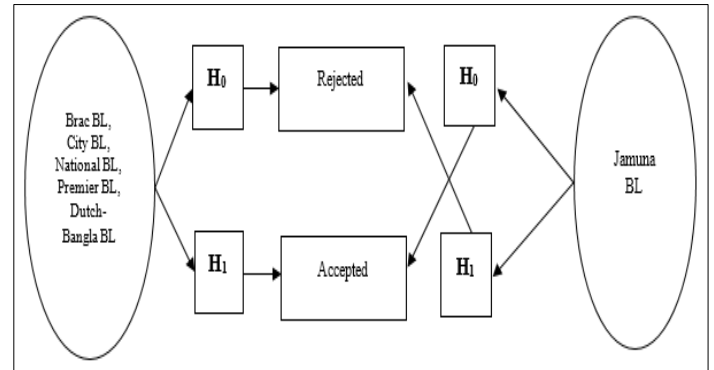 Brac BL,
City BL,
National BL,
Premier BL,
Dutch-
Bangla BL
H₀
Rejected
H₀
H₁
Accepted
H₁
Jamuna
BL